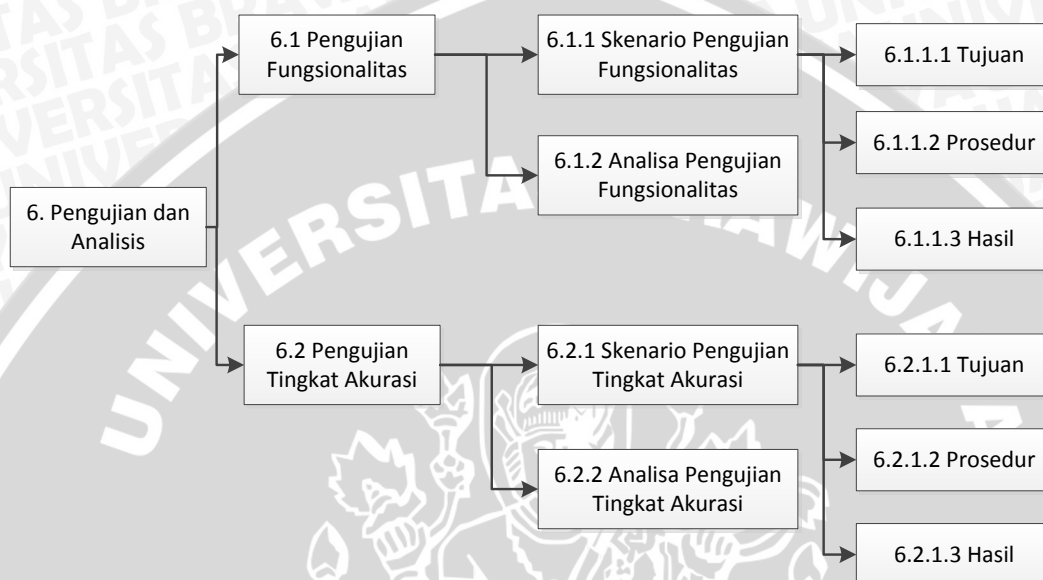 6. Pengujian dan
Analisis
6.1 Pengujian
Fungsionalitas
6.1.1 Skenario Pengujian
Fungsionalitas
6.1.1.1 Tujuan
6.1.1.2 Prosedur
6.1.1.3 Hasil
6.1.2 Analisa Pengujian
Fungsionalitas
6.2 Pengujian
Tingkat Akurasi
6.2.1 Skenario Pengujian
Tingkat Akurasi
6.2.1.1 Tujuan
6.2.1.2 Prosedur
6.2.1.3 Hasil
6.2.2 Analisa Pengujian
Tingkat Akurasi